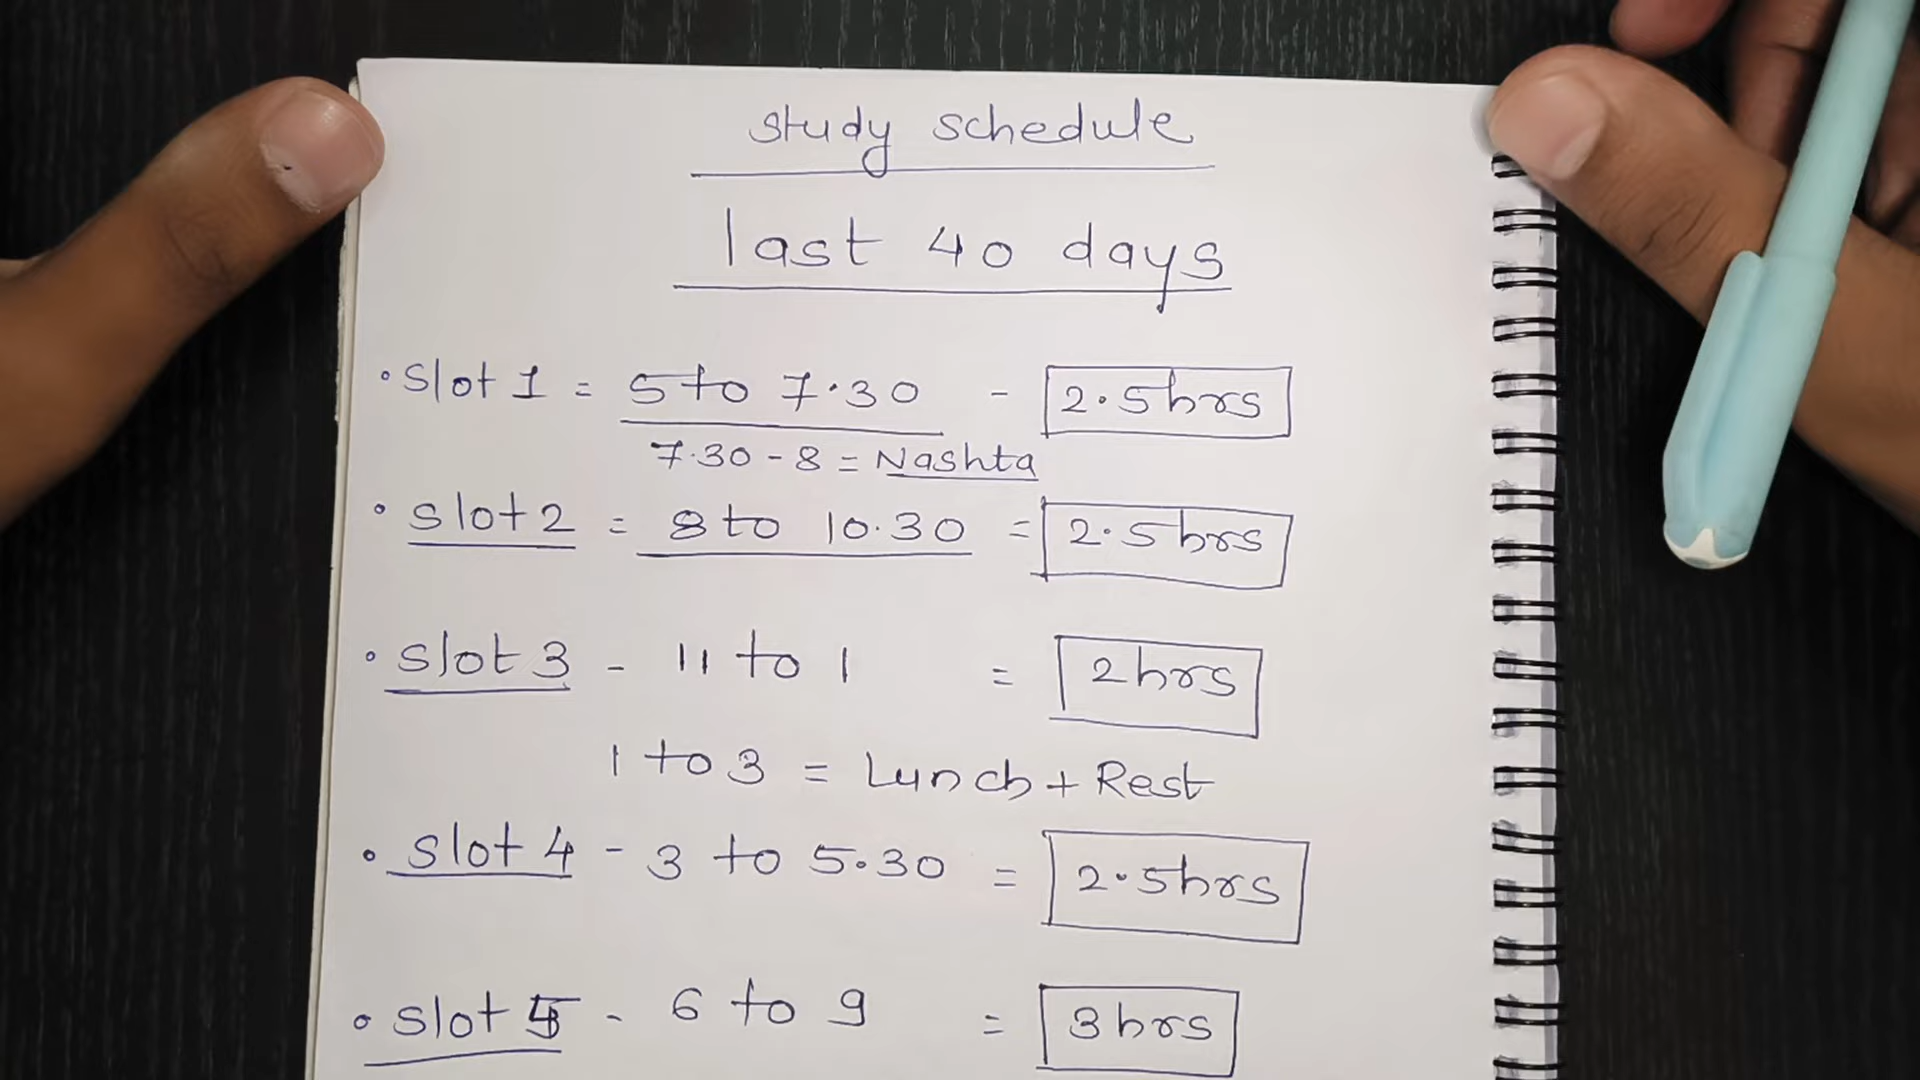 study schedule
last 40 days
• Slot 1 = 5 to 7.30 - 2.5hrs
7.30 - 8 = Nashta
• slot 2 = 8 to 10.30 = 2.5hrs
• slot 3 - 11 to 1 = 2hrs
1 to 3 = Lunch + Rest
• slot 4 - 3 to 5.30 = 2.5hrs
• slot 5 - 6 to 9 = 3hrs